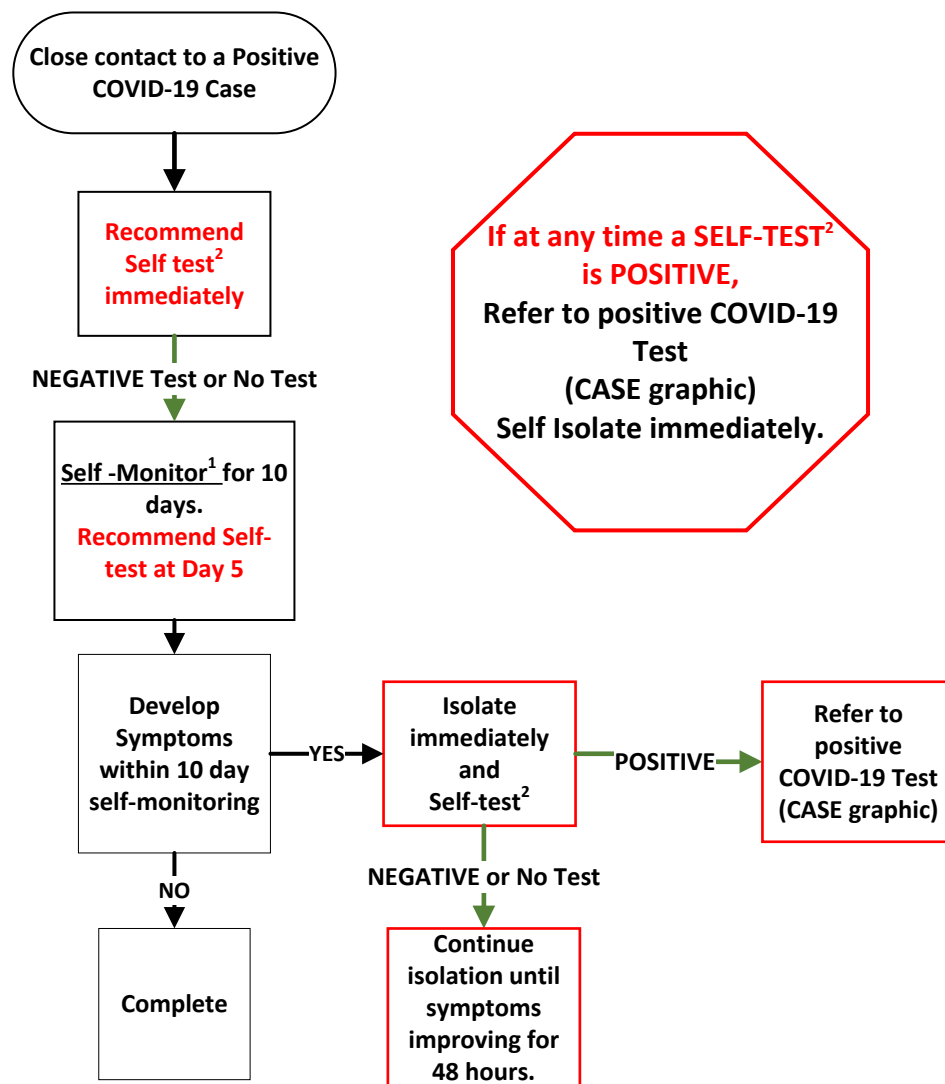 Close contact to a Positive
COVID-19 Case
Recommend
Self test²
immediately
If at any time a SELF-TEST²
is POSITIVE,
Refer to positive COVID-19
Test
(CASE graphic)
Self Isolate immediately.
NEGATIVE Test or No Test
Self -Monitor¹ for 10
days.
Recommend Self-
test at Day 5
Develop
Symptoms
within 10 day
self-monitoring
YES
Isolate
immediately
and
Self-test²
POSITIVE
Refer to
positive
COVID-19 Test
(CASE graphic)
NO
NEGATIVE or No Test
Complete
Continue
isolation until
symptoms
improving for
48 hours.